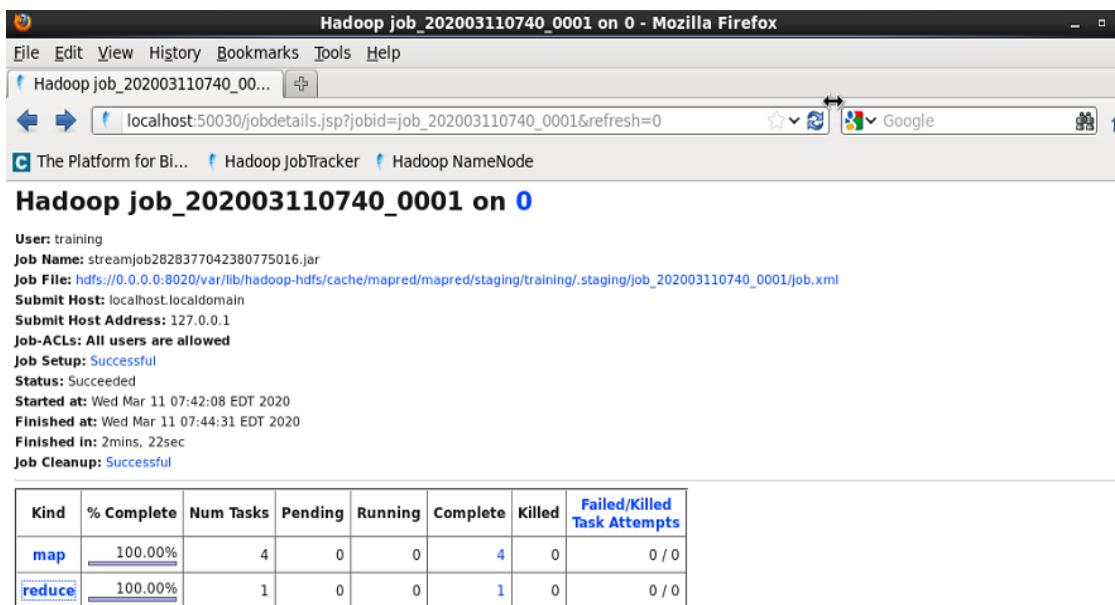 Hadoop job_202003110740_0001 on 0 - Mozilla Firefox
File Edit View History Bookmarks Tools Help
Hadoop job_202003110740_00...
localhost:50030/jobdetails.jsp?jobid=job_202003110740_0001&refresh=0 Google
The Platform for Bi... Hadoop JobTracker Hadoop NameNode
Hadoop job_202003110740_0001 on 0
User: training
Job Name: streamjob2828377042380775016.jar
Job File: hdfs://0.0.0.0:8020/var/lib/hadoop-hdfs/cache/mapred/mapred/staging/training/.staging/job_202003110740_0001/job.xml
Submit Host: localhost.localdomain
Submit Host Address: 127.0.0.1
Job-ACLs: All users are allowed
Job Setup: Successful
Status: Succeeded
Started at: Wed Mar 11 07:42:08 EDT 2020
Finished at: Wed Mar 11 07:44:31 EDT 2020
Finished in: 2mins, 22sec
Job Cleanup: Successful
Kind % Complete Num Tasks Pending Running Complete Killed Failed/Killed Task Attempts
map 100.00% 4 0 0 4 0 0 / 0
reduce 100.00% 1 0 0 1 0 0 / 0